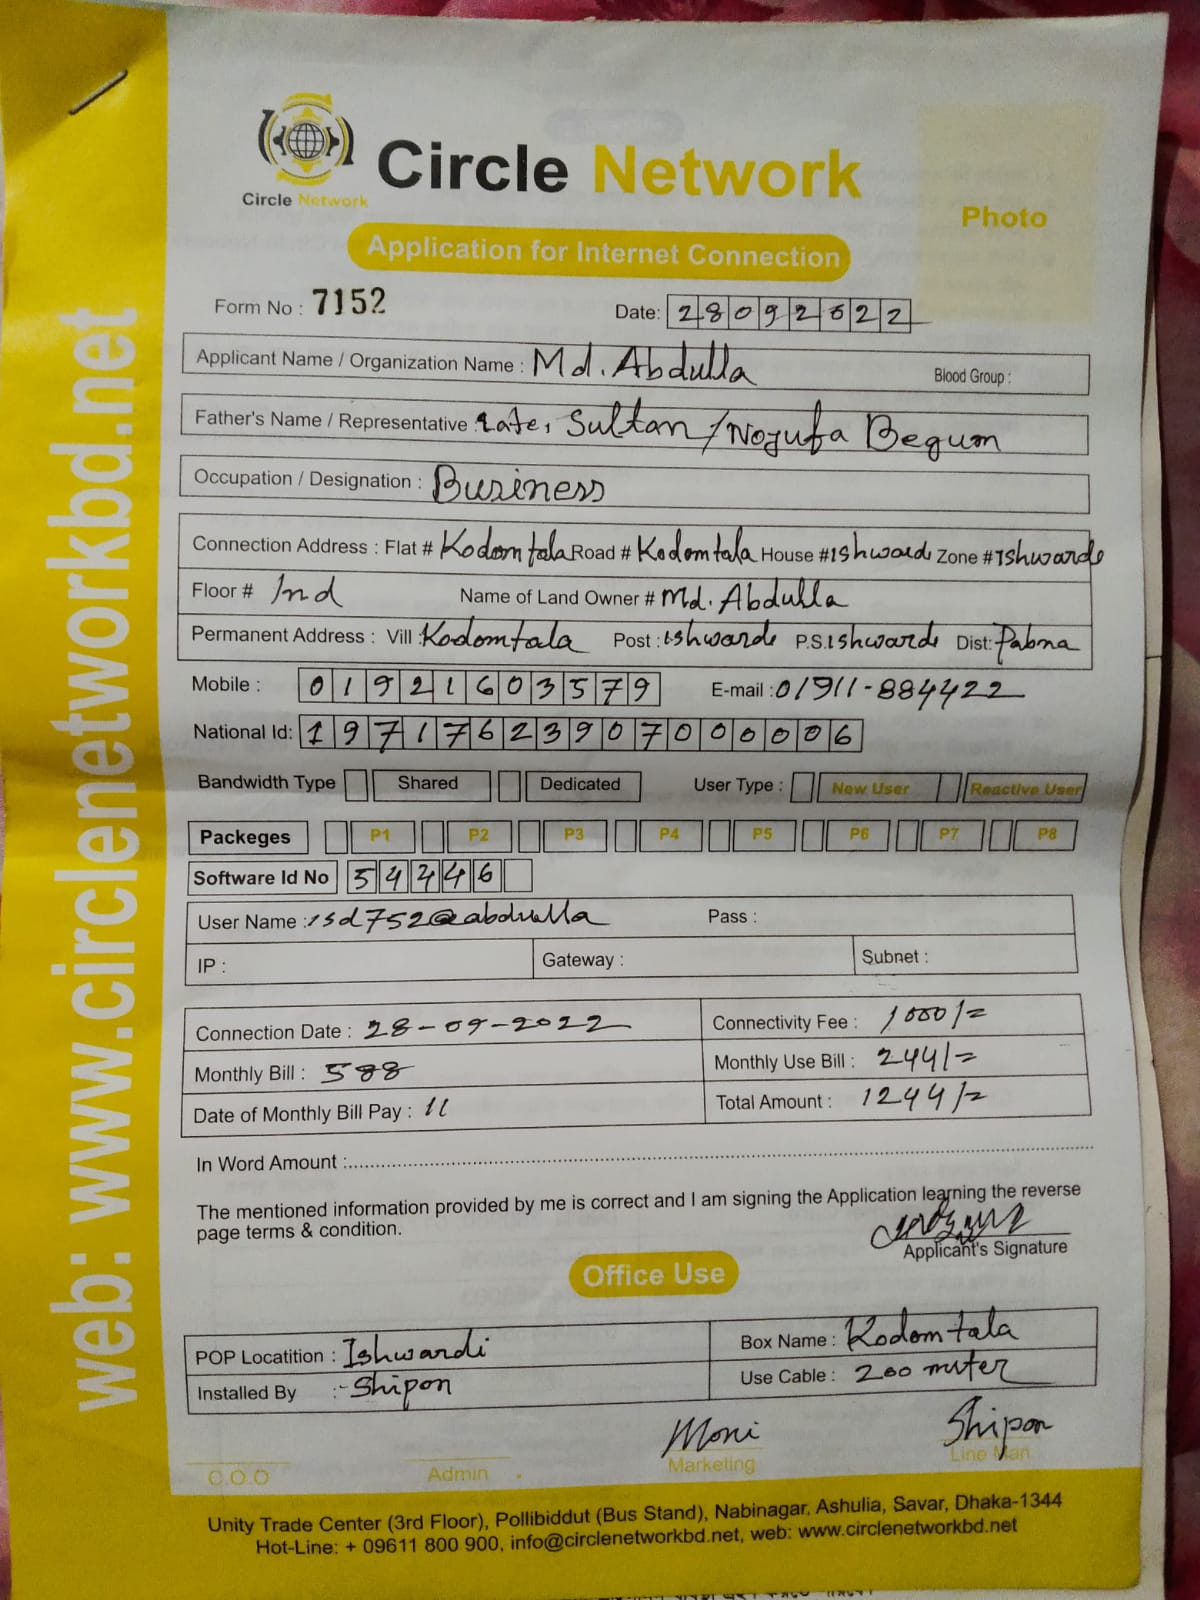 Circle Network
Circle Network
Photo
Application for Internet Connection
Form No : 7152
Date: 28092022
Applicant Name / Organization Name : Md. Abdulla
Blood Group :
Father's Name / Representative : Late, Sultan / Nozufa Begum
Occupation / Designation : Business
Connection Address : Flat # Kodomtala Road # Kodomtala House # Ishwardi Zone # Ishwardi
Floor # Ind Name of Land Owner # Md. Abdulla
Permanent Address : Vill : Kodomtala Post : ishwardi P.S. Ishwardi Dist: Pabna
Mobile : 01921603579 E-mail : 01911-884422
National Id: 19717623907000006
Bandwidth Type Shared Dedicated User Type : New User Reactive User
Packeges P1 P2 P3 P4 P5 P6 P7 P8
Software Id No 54446
User Name : isd752@abdulla Pass :
IP : Gateway : Subnet :
Connection Date : 28-09-2022 Connectivity Fee : 1000/=
Monthly Bill : 588 Monthly Use Bill : 244/=
Date of Monthly Bill Pay : Total Amount : 1244/=
In Word Amount :
The mentioned information provided by me is correct and I am signing the Application learning the reverse
page terms & condition.
Applicant's Signature
Office Use
POP Locatition : Ishwardi Box Name : Kodomtala
Installed By :- Shipon Use Cable : 200 miter
Moni Shipon
C.O.O Admin Marketing Line Man
Unity Trade Center (3rd Floor), Pollibiddut (Bus Stand), Nabinagar, Ashulia, Savar, Dhaka-1344
Hot-Line: + 09611 800 900, info@circlenetworkbd.net, web: www.circlenetworkbd.net
web: www.circlenetworkbd.net